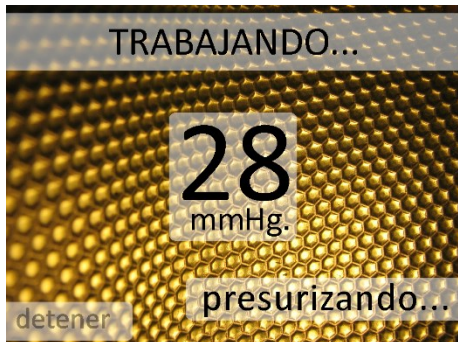 TRABAJANDO...
28
mmHg.
presurizando...
detener